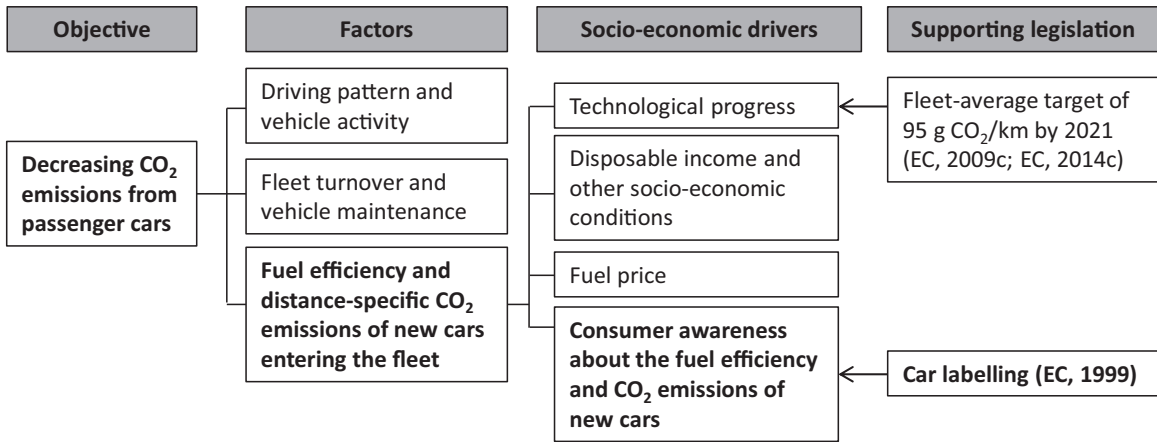 Objective
Factors
Socio-economic drivers
Supporting legislation
Decreasing CO₂
emissions from
passenger cars
Driving pattern and
vehicle activity
Fleet turnover and
vehicle maintenance
Fuel efficiency and
distance-specific CO₂
emissions of new cars
entering the fleet
Technological progress
Disposable income and
other socio-economic
conditions
Fuel price
Consumer awareness
about the fuel efficiency
and CO₂ emissions of
new cars
Fleet-average target of
95 g CO₂/km by 2021
(EC, 2009c; EC, 2014c)
Car labelling (EC, 1999)